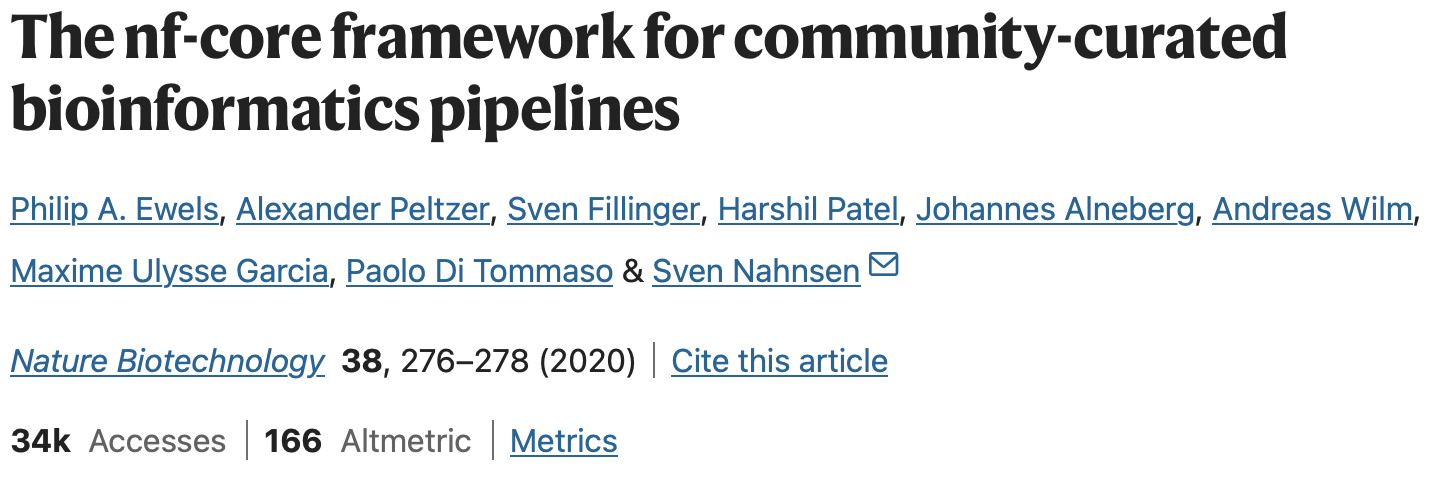 The nf-core framework for community-curated
bioinformatics pipelines
Philip A. Ewels, Alexander Peltzer, Sven Fillinger, Harshil Patel, Johannes Alneberg, Andreas Wilm,
Maxime Ulysse Garcia, Paolo Di Tommaso & Sven Nahnsen
Nature Biotechnology 38, 276–278 (2020) | Cite this article
34k Accesses | 166 Altmetric | Metrics